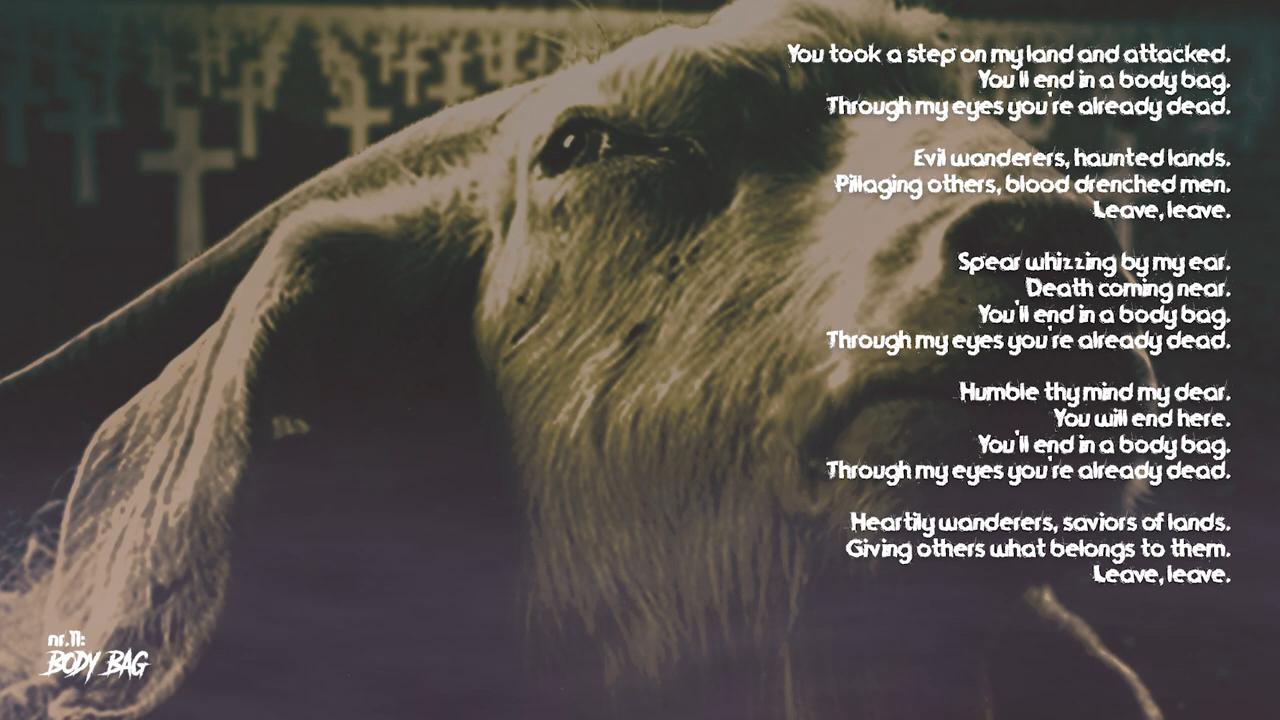 You took a step on my land and attacked.
You'll end in a body bag.
Through my eyes you're already dead.
Evil wanderers, haunted lands.
Pillaging others, blood drenched men.
Leave, leave.
Spear whizzing by my ear.
Death coming near.
You'll end in a body bag.
Through my eyes you're already dead.
Humble thy mind my dear.
You will end here.
You'll end in a body bag.
Through my eyes you're already dead.
Heartily wanderers, saviors of lands.
Giving others what belongs to them.
Leave, leave.
nr.11:
BODY BAG